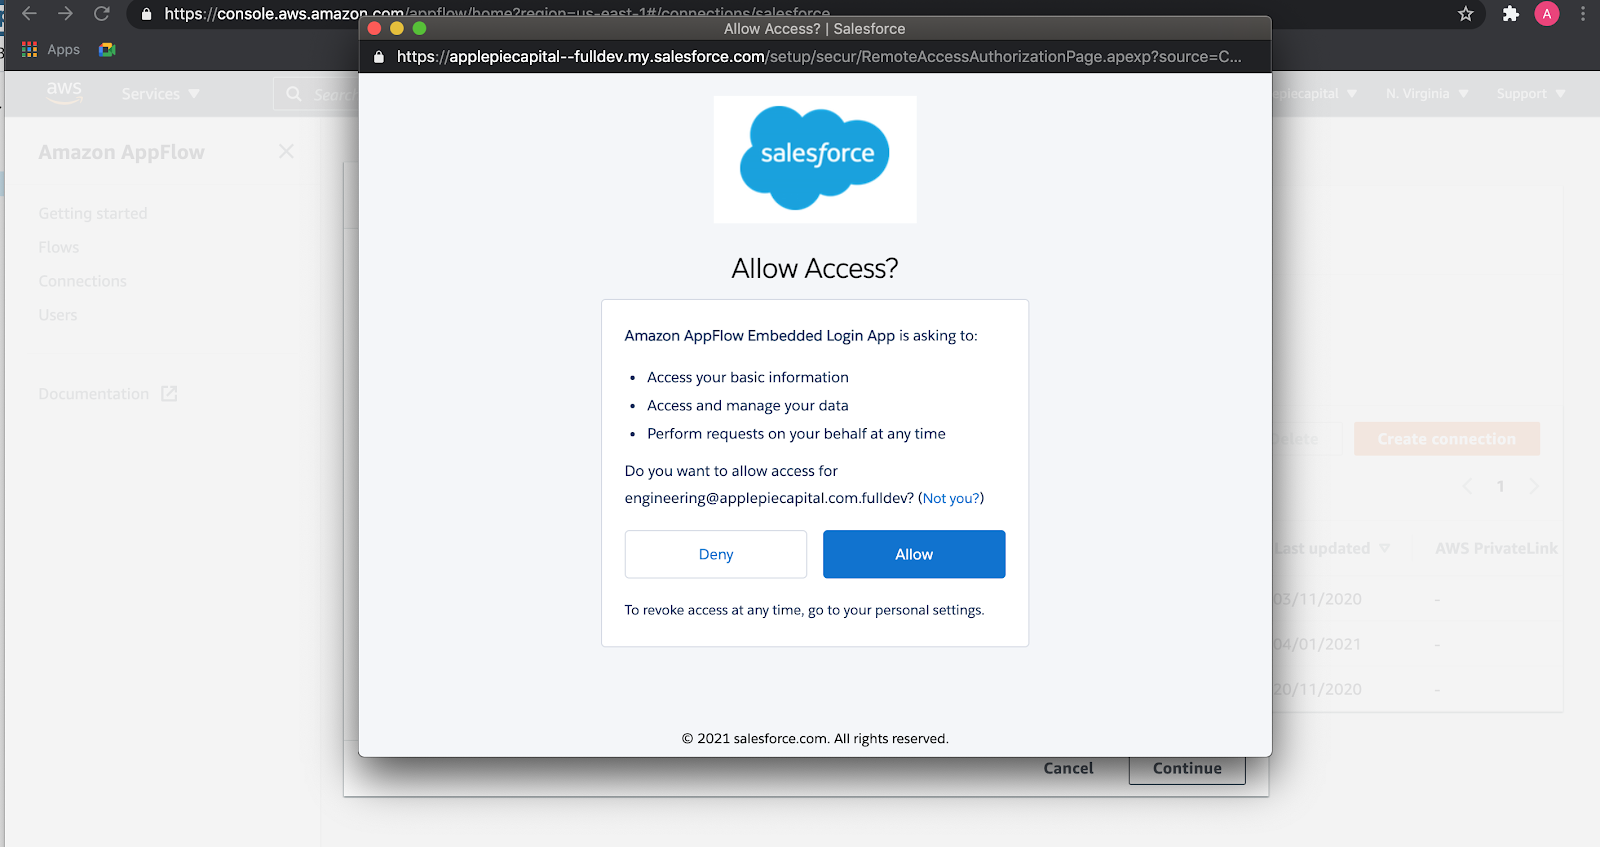 https://console.aws.amazon.com/appflow/home?region=us-east-1#/connections/salesforce
A
Apps
Allow Access? | Salesforce
https://applepiecapital--fulldev.my.salesforce.com/setup/secur/RemoteAccessAuthorizationPage.apexp?source=C...
aws
Services
Search
epiecapital
N. Virginia
Support
Amazon AppFlow
Getting started
Flows
Connections
Users
Documentation
salesforce
Allow Access?
Amazon AppFlow Embedded Login App is asking to:
• Access your basic information
• Access and manage your data
• Perform requests on your behalf at any time
Do you want to allow access for
engineering@applepiecapital.com.fulldev? (Not you?)
Deny
Allow
To revoke access at any time, go to your personal settings.
© 2021 salesforce.com. All rights reserved.
Delete
Create connection
1
Last updated
AWS PrivateLink
03/11/2020 -
04/01/2021 -
20/11/2020 -
Cancel
Continue